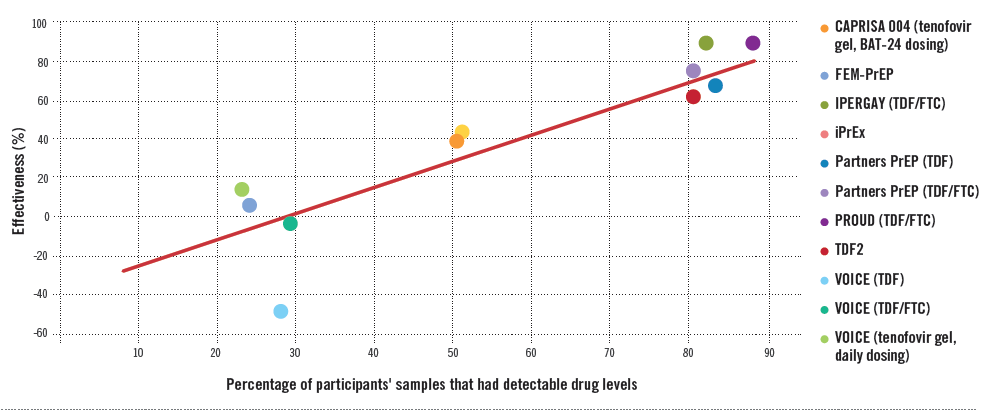 100
80
60
40
20
0
-20
-40
-60
Effectiveness (%)
10 20 30 40 50 60 70 80 90
Percentage of participants' samples that had detectable drug levels
CAPRISA 004 (tenofovir
gel, BAT-24 dosing)
FEM-PrEP
IPERGAY (TDF/FTC)
iPrEx
Partners PrEP (TDF)
Partners PrEP (TDF/FTC)
PROUD (TDF/FTC)
TDF2
VOICE (TDF)
VOICE (TDF/FTC)
VOICE (tenofovir gel,
daily dosing)